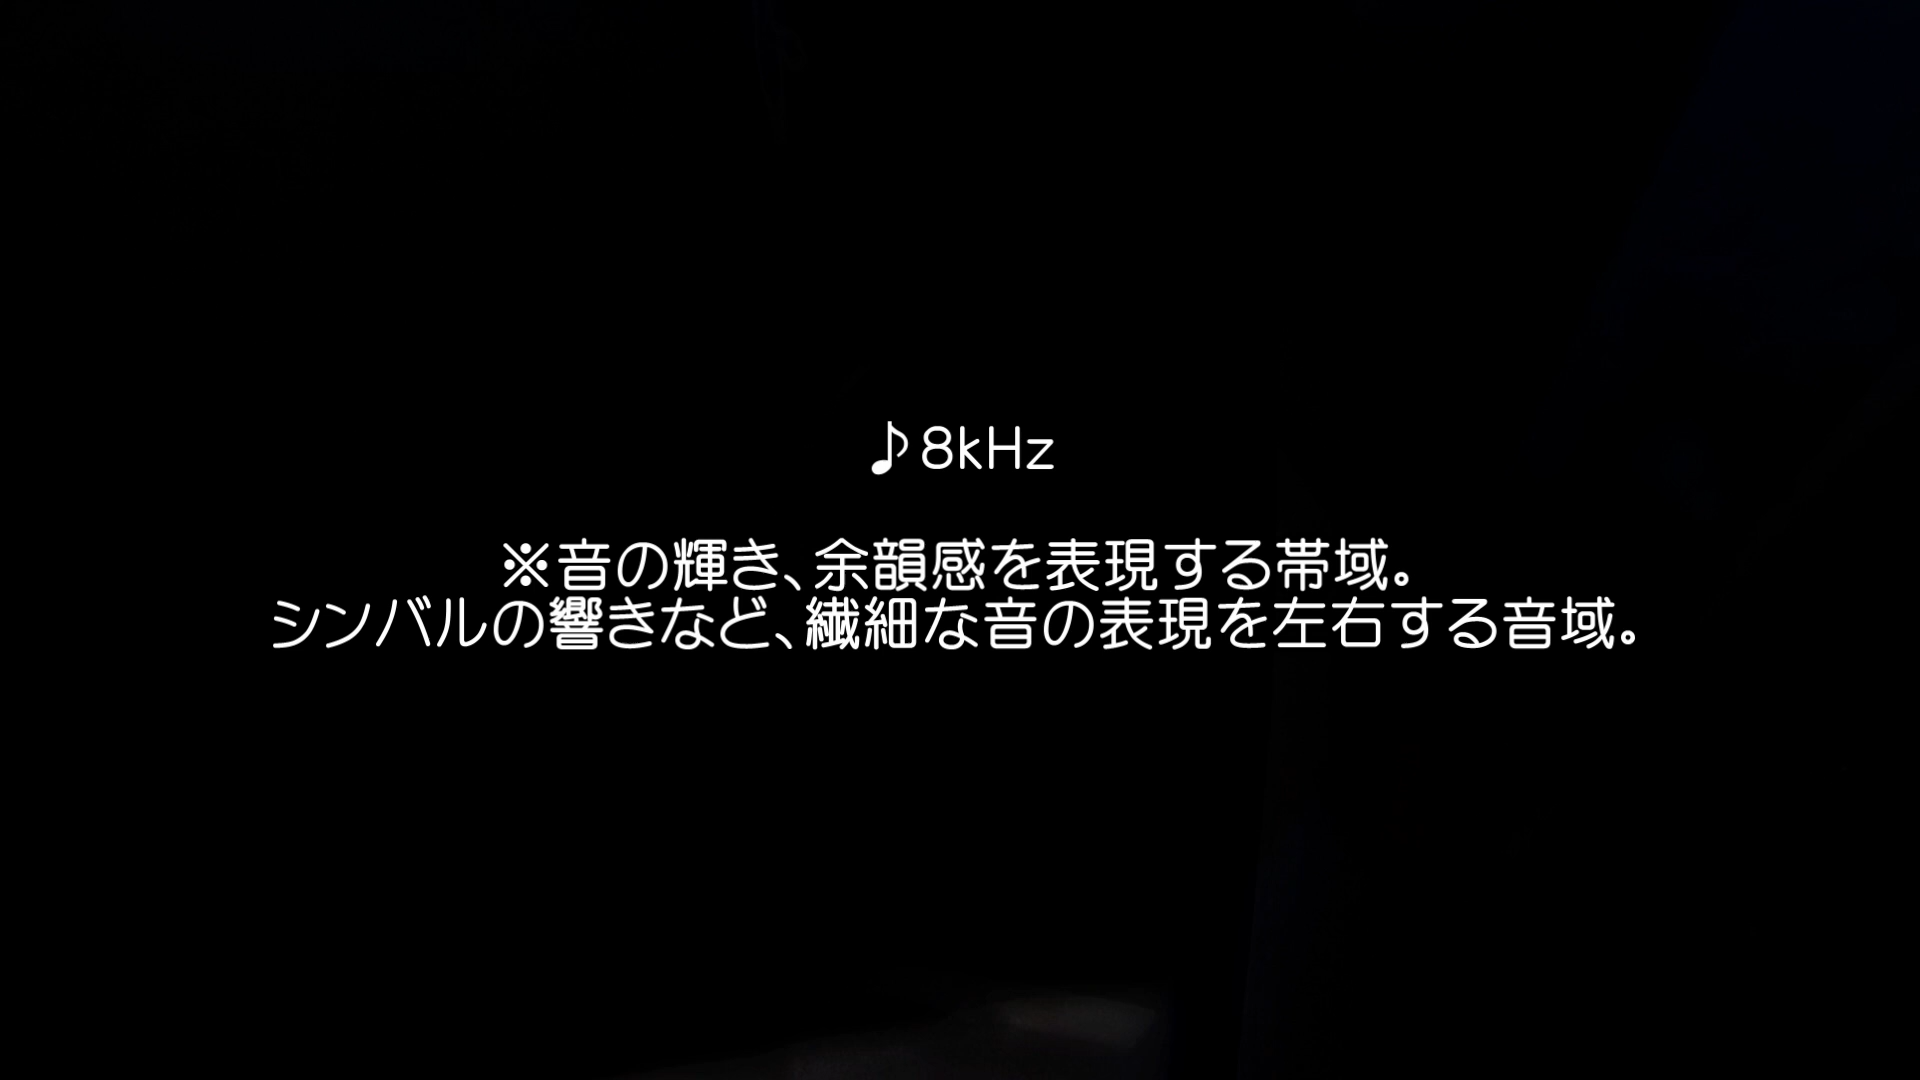 ♪8kHz
※音の輝き、余韻感を表現する帯域。
シンバルの響きなど、繊細な音の表現を左右する音域。